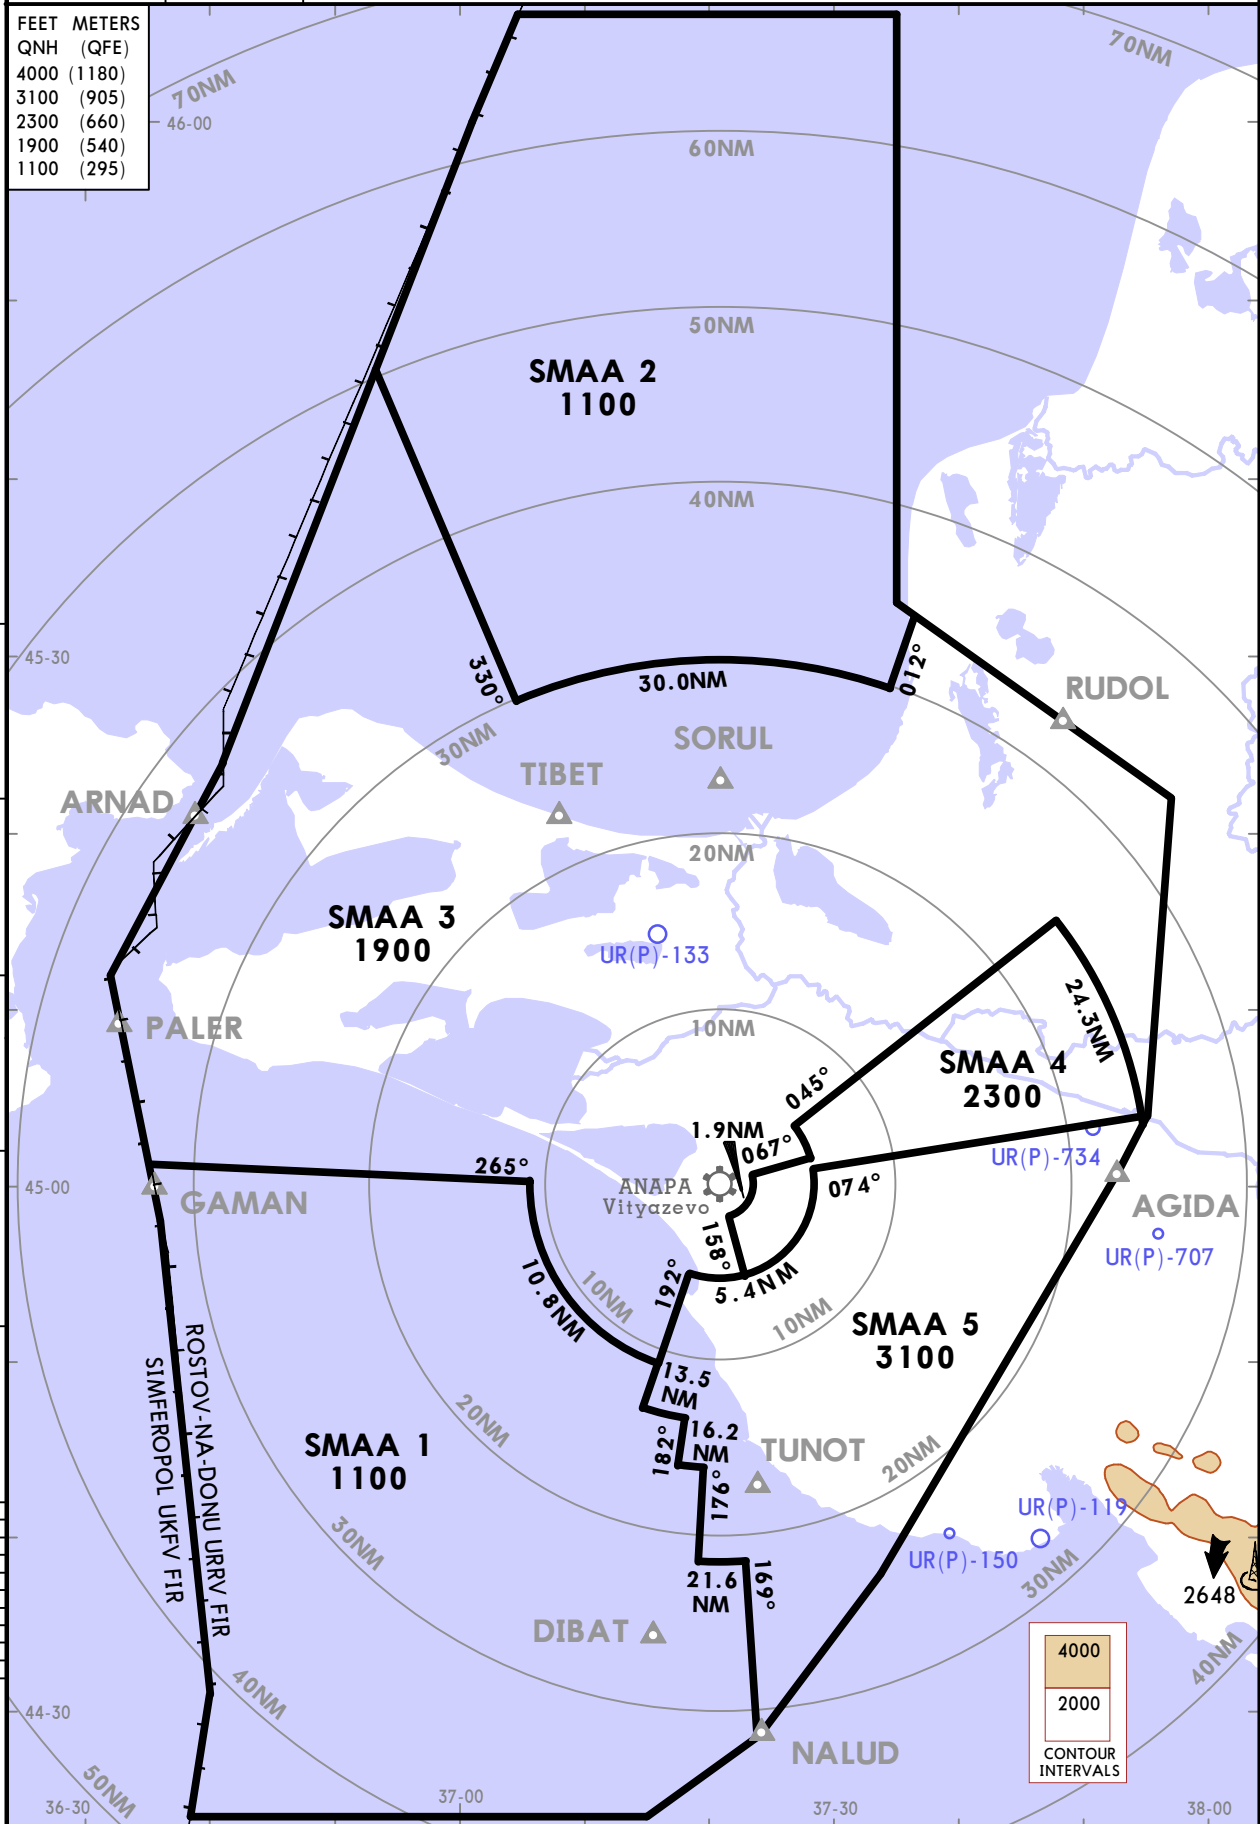 FEET METERS
QNH (QFE)
4000 (1180)
3100 (905)
2300 (660)
1900 (540)
1100 (295)
70NM
70NM
46-00
60NM
50NM
SMAA 2
1100
40NM
45-30
330°
30.0NM
012°
RUDOL
30NM
SORUL
TIBET
ARNAD
20NM
SMAA 3
1900
UR(P)-133
24.3NM
PALER
10NM
SMAA 4
2300
045°
1.9NM
067°
UR(P)-734
265°
45-00
GAMAN
ANAPA
Vityazevo
074°
AGIDA
158°
UR(P)-707
192°
5.4NM
10.8NM
10NM
10NM
SMAA 5
3100
ROSTOV-NA-DONU URRV FIR
SIMFEROPOL UKFV FIR
13.5
NM
20NM
16.2
NM
182°
TUNOT
20NM
SMAA 1
1100
176°
UR(P)-119
30NM
UR(P)-150
30NM
21.6
NM
169°
2648
DIBAT
4000
2000
CONTOUR
INTERVALS
40NM
40NM
44-30
NALUD
50NM
36-30
37-00
37-30
38-00